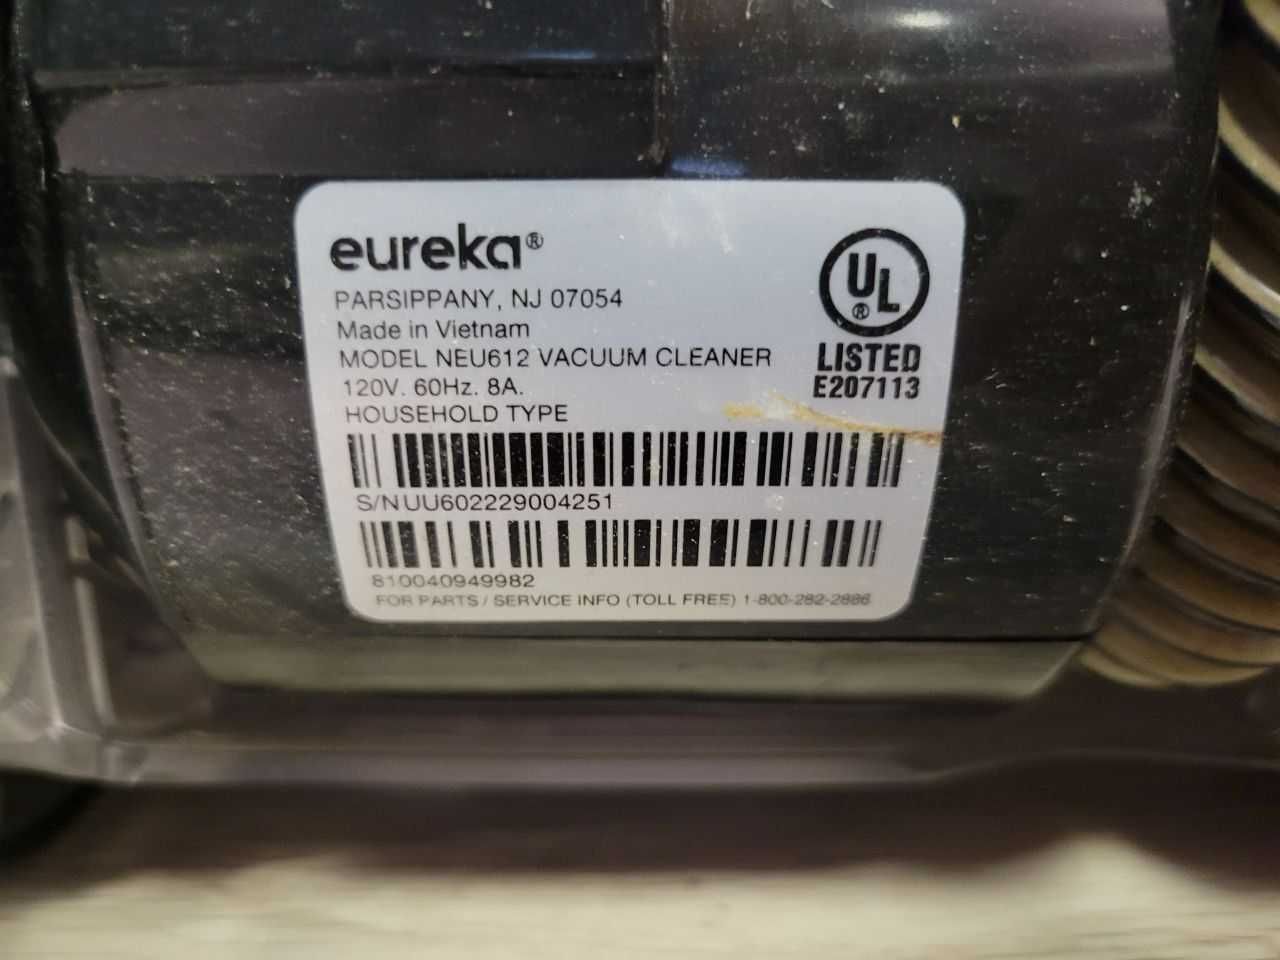 eureka®
PARSIPPANY, NJ 07054
Made in Vietnam
MODEL NEU612 VACUUM CLEANER
120V. 60Hz. 8A.
HOUSEHOLD TYPE
UL®
LISTED
E207113
S/N UU602229004251
810040949982
FOR PARTS / SERVICE INFO (TOLL FREE) 1-800-282-2886